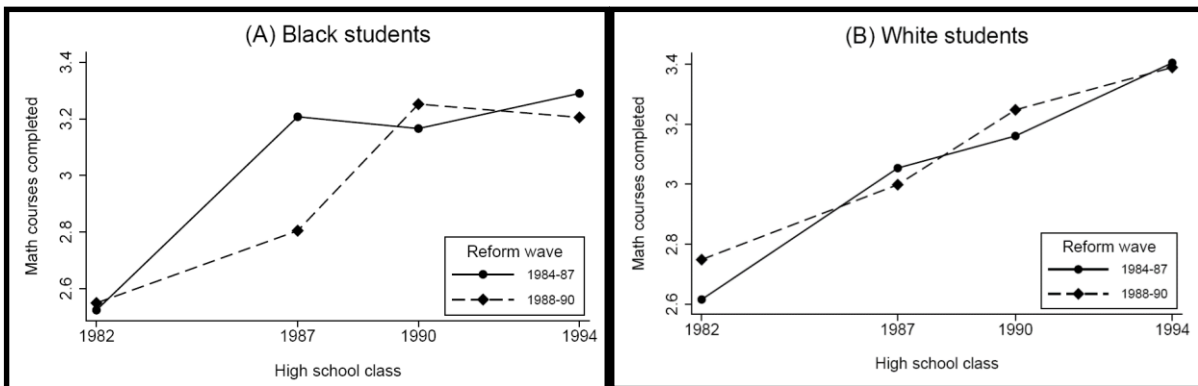 (A) Black students
Math courses completed
3.4
3.2
3
2.8
2.6
1982 1987 1990 1994
High school class
Reform wave
1984-87
1988-90
(B) White students
Math courses completed
3.4
3.2
3
2.8
2.6
1982 1987 1990 1994
High school class
Reform wave
1984-87
1988-90